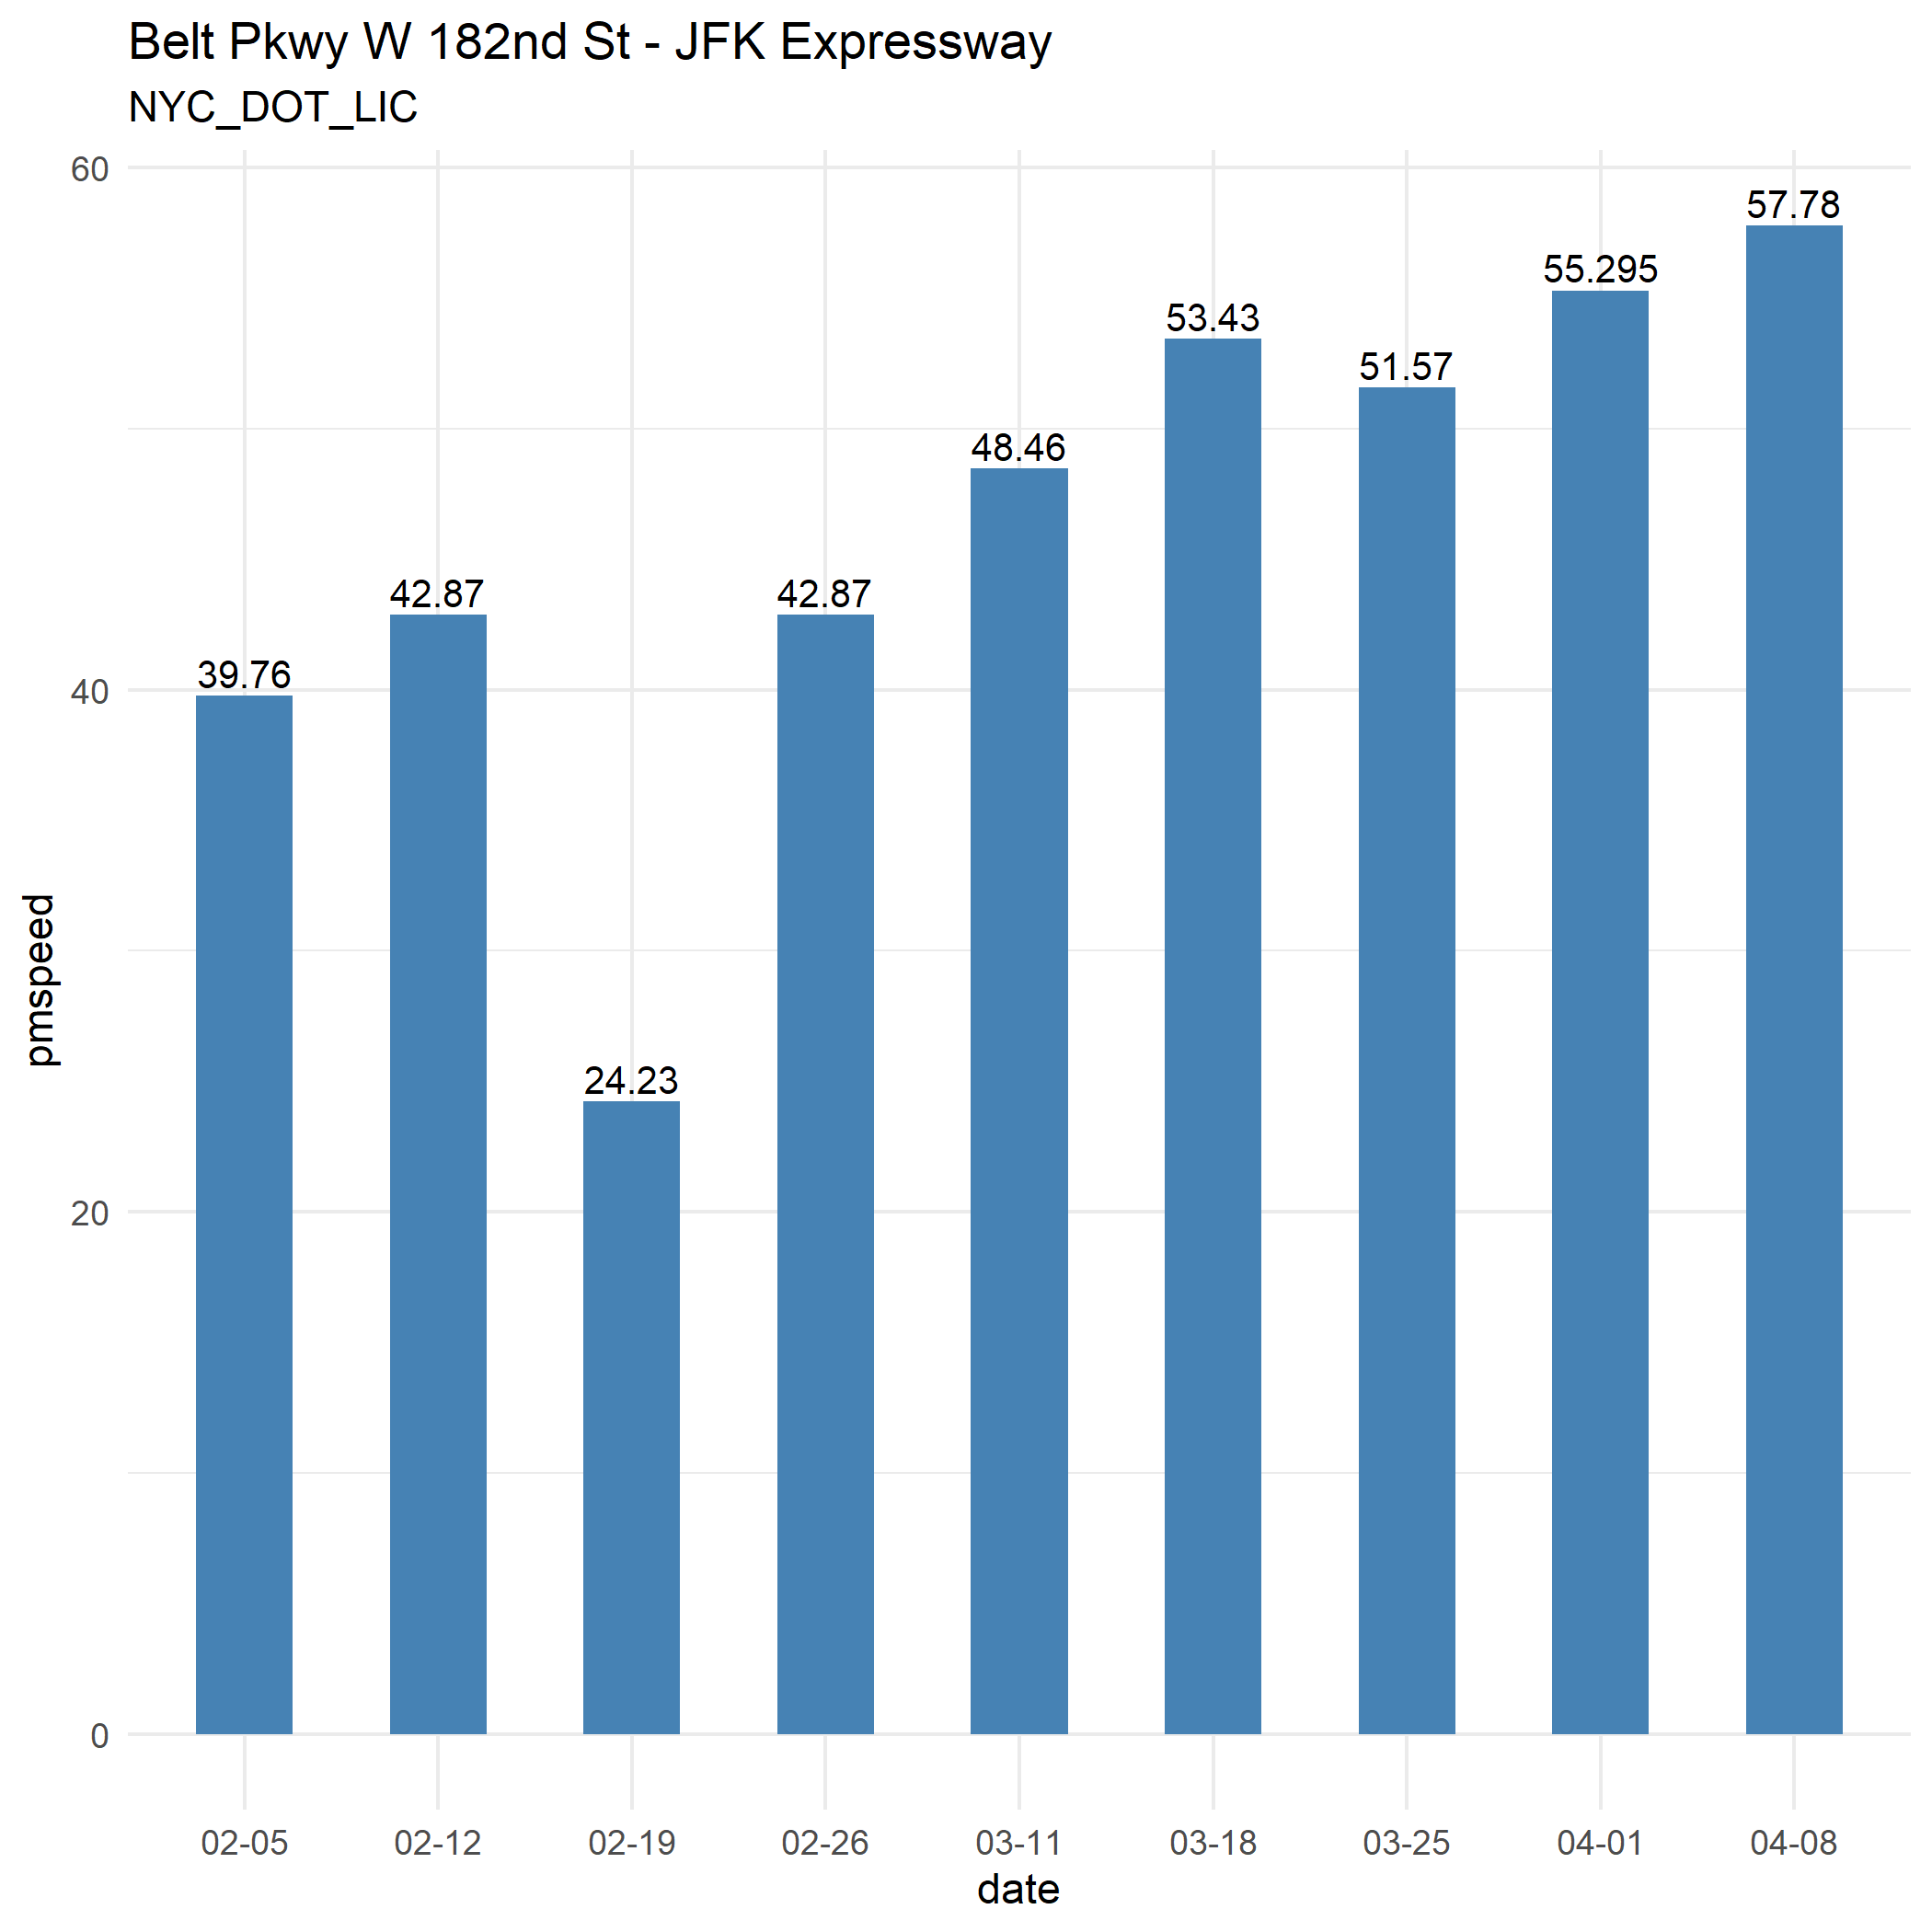 Belt Pkwy W 182nd St - JFK Expressway
NYC_DOT_LIC
60
57.78
55.295
53.43
51.57
48.46
42.87
42.87
40
39.76
24.23
20
0
pmspeed
02-05 02-12 02-19 02-26 03-11 03-18 03-25 04-01 04-08
date